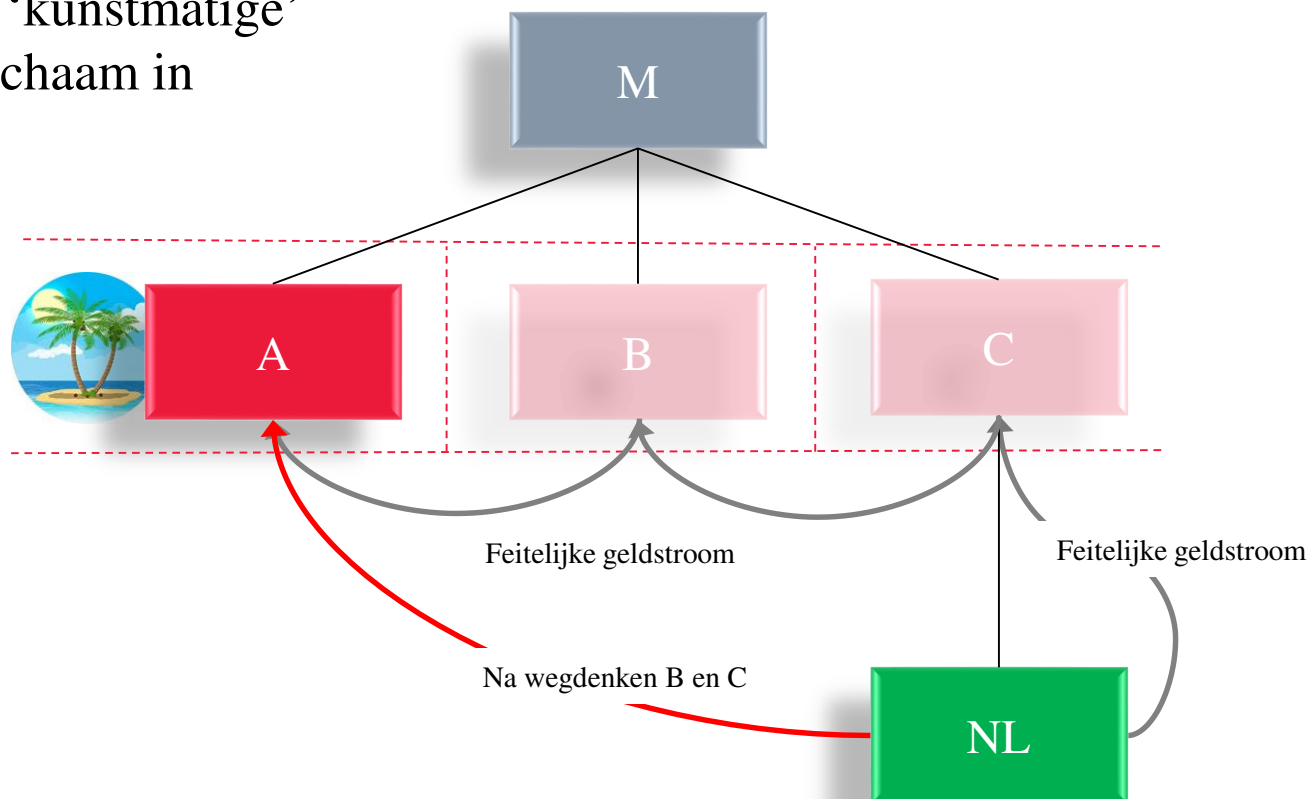 ‘kunstmatige’
chaam in
M
A
B
C
Feitelijke geldstroom
Feitelijke geldstroom
Na wegdenken B en C
NL